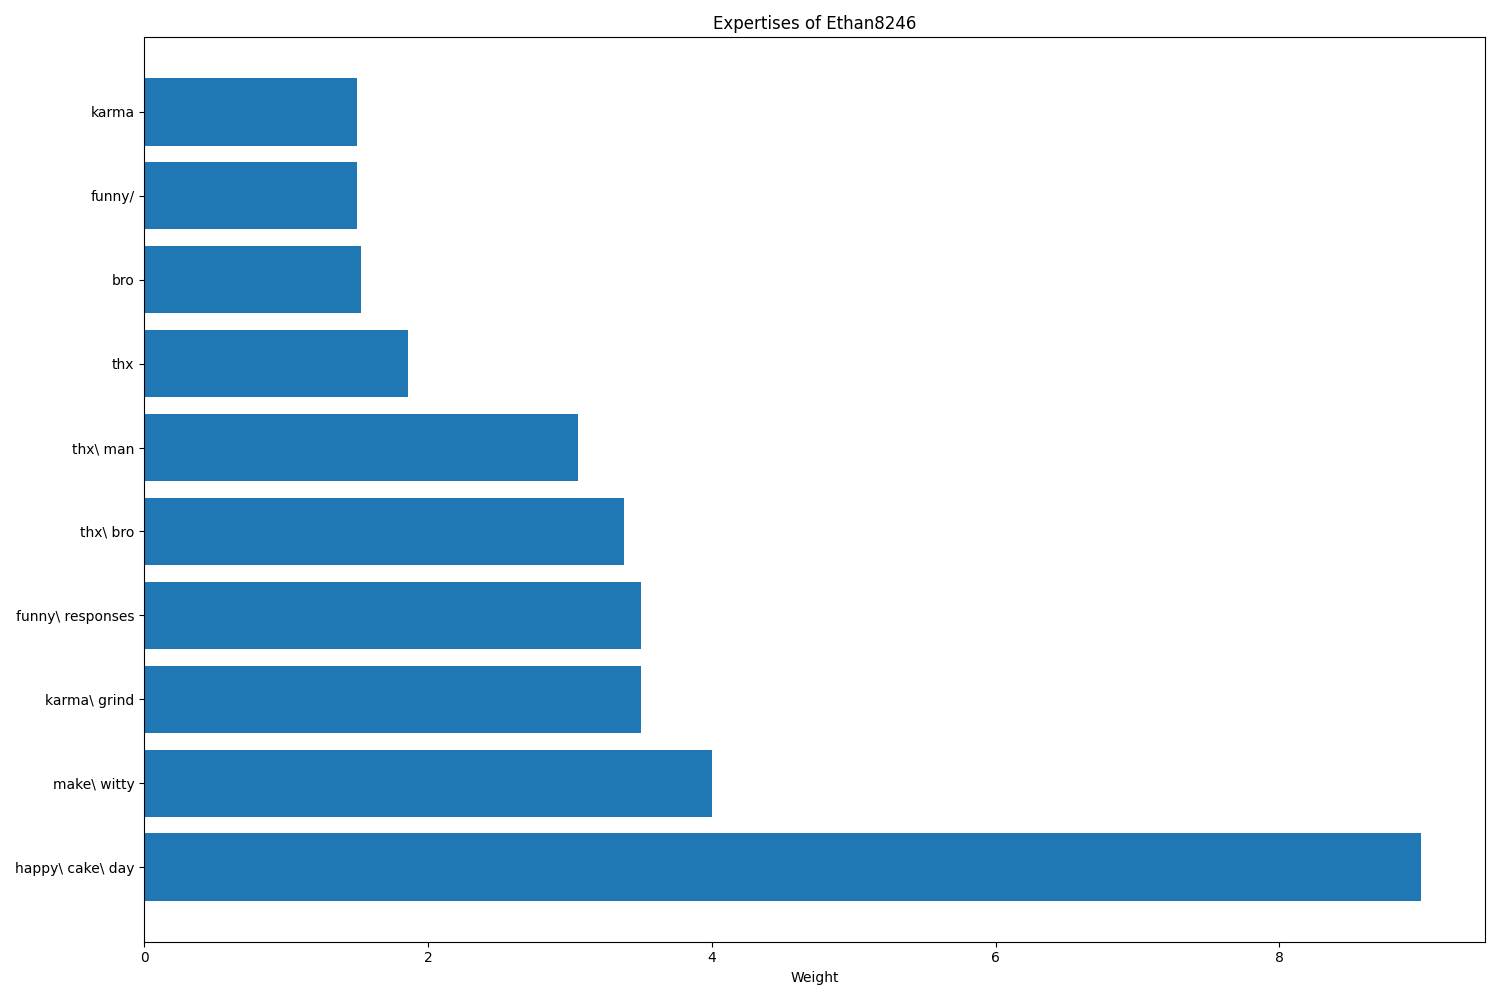 Expertises of Ethan8246
karma
funny/
bro
thx
thx\ man
thx\ bro
funny\ responses
karma\ grind
make\ witty
happy\ cake\ day
0 2 4 6 8
Weight